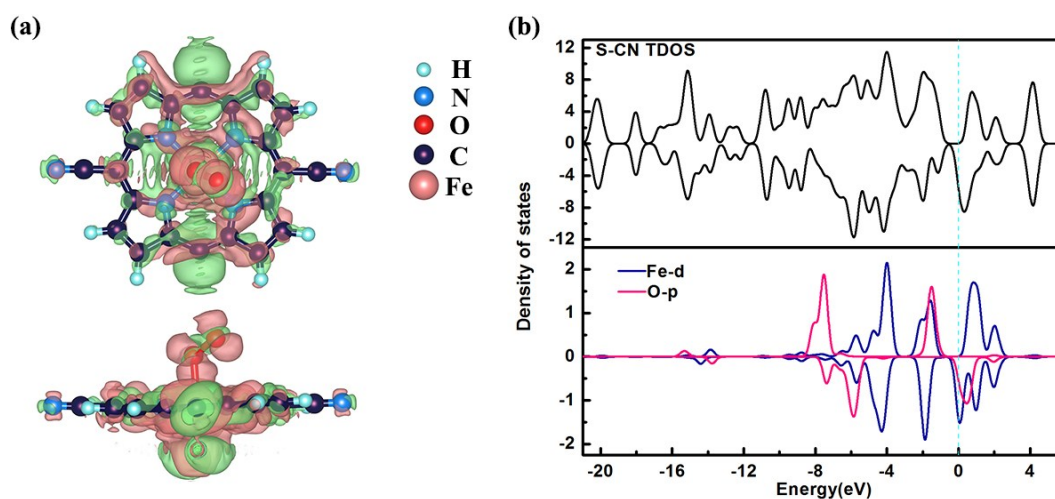 (a)
H
N
O
C
Fe
(b)
S-CN TDOS
12
8
4
0
-4
-8
-12
Fe-d
O-p
2
1
0
-1
-2
Density of states
-21 -20 -16 -12 -8 -4 0 4
Energy(eV)